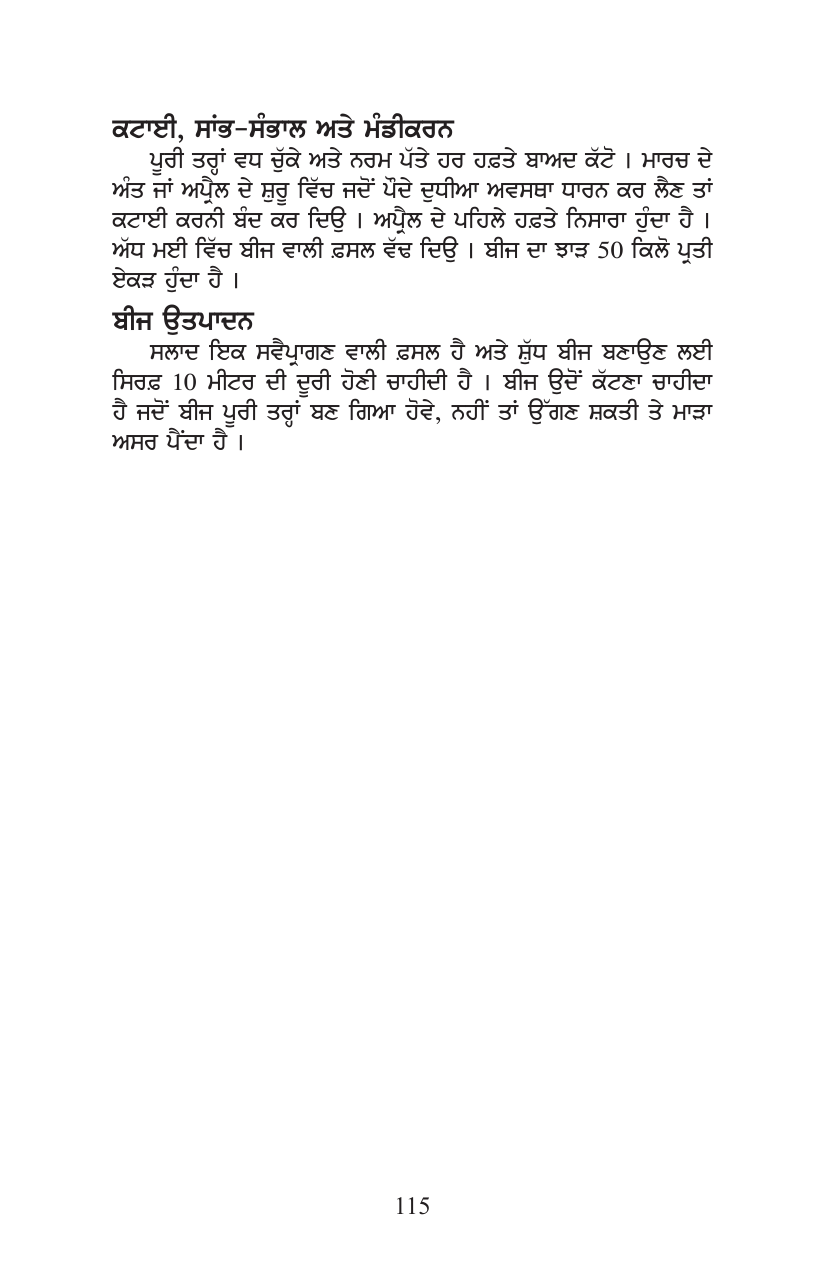 ਕਟਾਈ, ਸਾਂਭ-ਸੰਭਾਲ ਅਤੇ ਮੰਡੀਕਰਨ
ਪੂਰੀ ਤਰ੍ਹਾਂ ਵਧ ਚੁੱਕੇ ਅਤੇ ਨਰਮ ਪੱਤੇ ਹਰ ਹਫ਼ਤੇ ਬਾਅਦ ਕੱਟੋ । ਮਾਰਚ ਦੇ
ਅੰਤ ਜਾਂ ਅਪ੍ਰੈਲ ਦੇ ਸ਼ੁਰੂ ਵਿੱਚ ਜਦੋਂ ਪੌਦੇ ਦੁਧੀਆ ਅਵਸਥਾ ਧਾਰਨ ਕਰ ਲੈਣ ਤਾਂ
ਕਟਾਈ ਕਰਨੀ ਬੰਦ ਕਰ ਦਿਉ । ਅਪ੍ਰੈਲ ਦੇ ਪਹਿਲੇ ਹਫ਼ਤੇ ਨਿਸਾਰਾ ਹੁੰਦਾ ਹੈ ।
ਅੱਧ ਮਈ ਵਿੱਚ ਬੀਜ ਵਾਲੀ ਫ਼ਸਲ ਵੱਢ ਦਿਉ । ਬੀਜ ਦਾ ਝਾੜ 50 ਕਿਲੋ ਪ੍ਰਤੀ
ਏਕੜ ਹੁੰਦਾ ਹੈ ।
ਬੀਜ ਉਤਪਾਦਨ
ਸਲਾਦ ਇਕ ਸਵੈਪ੍ਰਾਗਣ ਵਾਲੀ ਫ਼ਸਲ ਹੈ ਅਤੇ ਸ਼ੁੱਧ ਬੀਜ ਬਣਾਉਣ ਲਈ
ਸਿਰਫ਼ 10 ਮੀਟਰ ਦੀ ਦੂਰੀ ਹੋਣੀ ਚਾਹੀਦੀ ਹੈ । ਬੀਜ ਉਦੋਂ ਕੱਟਣਾ ਚਾਹੀਦਾ
ਹੈ ਜਦੋਂ ਬੀਜ ਪੂਰੀ ਤਰ੍ਹਾਂ ਬਣ ਗਿਆ ਹੋਵੇ, ਨਹੀਂ ਤਾਂ ਉੱਗਣ ਸ਼ਕਤੀ ਤੇ ਮਾੜਾ
ਅਸਰ ਪੈਂਦਾ ਹੈ ।
115